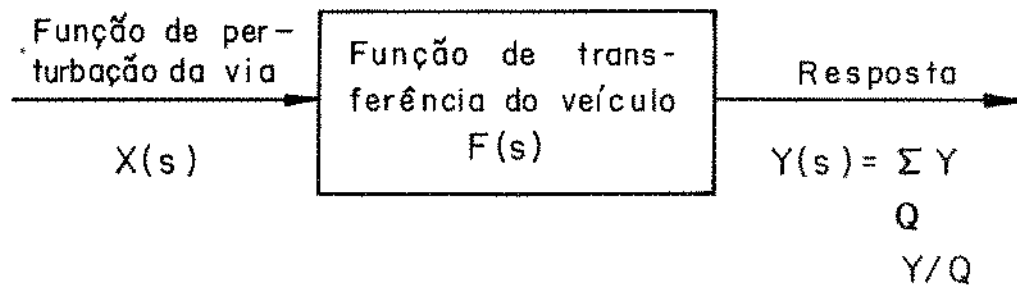 Função de per-
turbação da via
X(s)
Função de trans-
ferência do veículo
F(s)
Resposta
Y(s) = Σ Y
Q
Y/Q